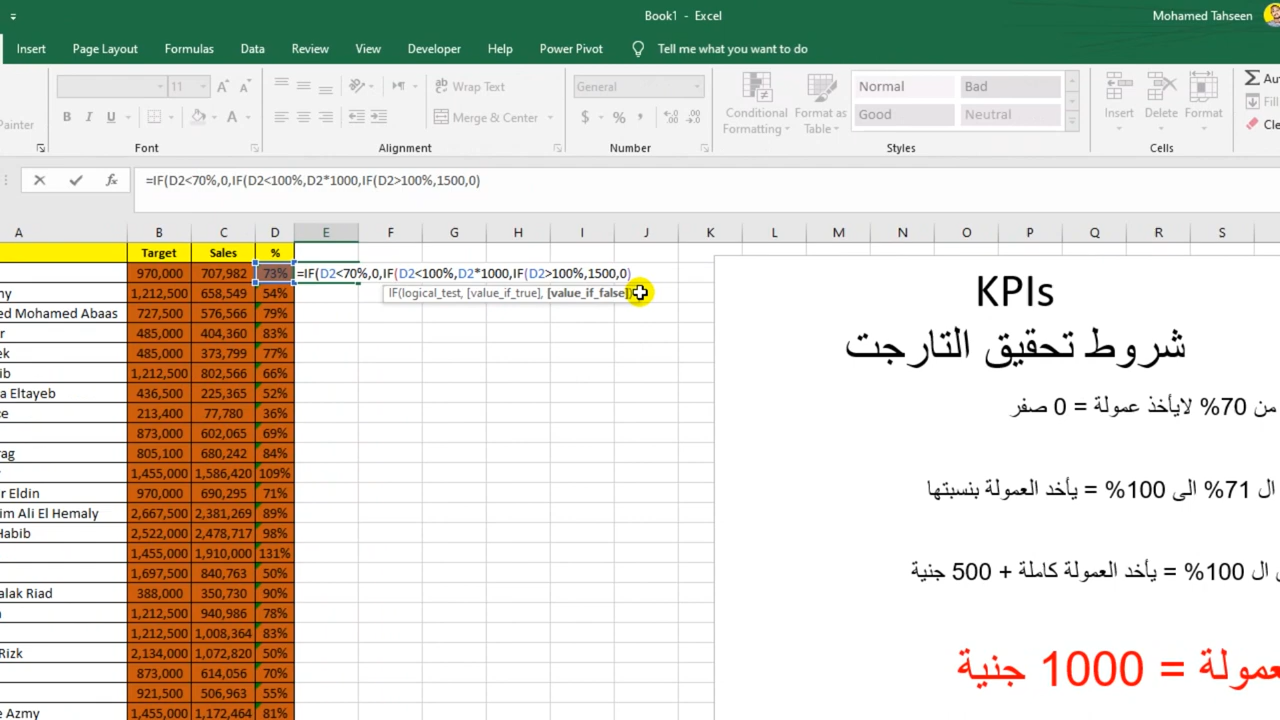 Book1 - Excel
Mohamed Tahseen
Insert Page Layout Formulas Data Review View Developer Help Power Pivot Tell me what you want to do
11 Wrap Text General Normal Bad
Painter B I U Merge & Center $ % Conditional Formatting Format as Table Good Neutral Insert Delete Format
Font Alignment Number Styles Cells
fx =IF(D2<70%,0,IF(D2<100%,D2*1000,IF(D2>100%,1500,0)
A B C D E F G H I J K L M N O P Q R S
Target Sales %
970,000 707,982 73% =IF(D2<70%,0,IF(D2<100%,D2*1000,IF(D2>100%,1500,0)
1,212,500 658,549 54% IF(logical_test, [value_if_true], [value_if_false])
ed Mohamed Abaas 727,500 576,566 79%
485,000 404,360 83%
485,000 373,799 77%
1,212,500 802,566 66%
a Eltayeb 436,500 225,365 52%
213,400 77,780 36%
873,000 602,065 69%
805,100 680,242 84%
1,455,000 1,586,420 109%
r Eldin 970,000 690,295 71%
im Ali El Hemaly 2,667,500 2,381,269 89%
Habib 2,522,000 2,478,717 98%
1,455,000 1,910,000 131%
1,697,500 840,763 50%
alak Riad 388,000 350,730 90%
1,212,500 940,986 78%
1,212,500 1,008,364 83%
Rizk 2,134,000 1,072,820 50%
873,000 614,056 70%
921,500 506,963 55%
e Azmy 1,455,000 1,172,464 81%
KPIs
شروط تحقيق التارجت
من 70% لايأخذ عمولة = 0 صفر
ال 71% الى 100% = يأخد العمولة بنسبتها
ال 100% = يأخد العمولة كاملة + 500 جنية
عمولة = 1000 جنية